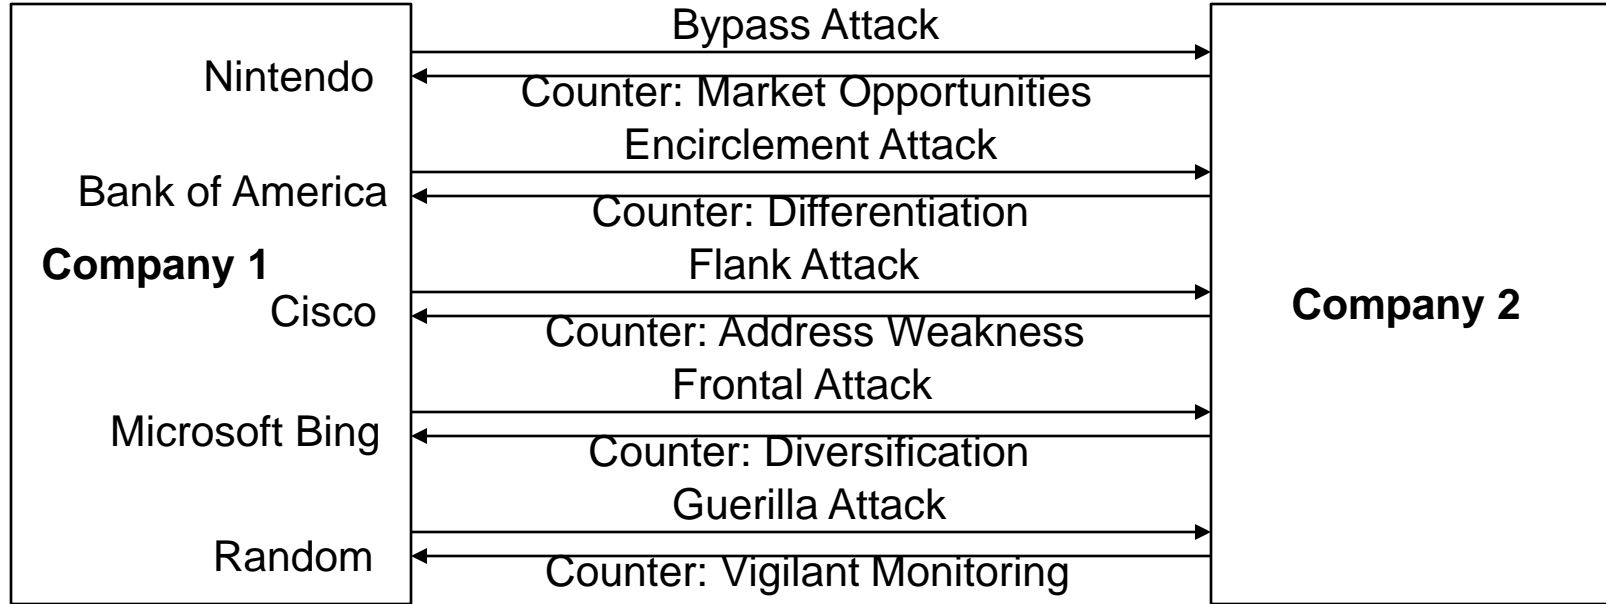 Bypass Attack
Nintendo
Counter: Market Opportunities
Encirclement Attack
Bank of America
Counter: Differentiation
Company 1
Flank Attack
Cisco
Company 2
Counter: Address Weakness
Frontal Attack
Microsoft Bing
Counter: Diversification
Guerilla Attack
Random
Counter: Vigilant Monitoring